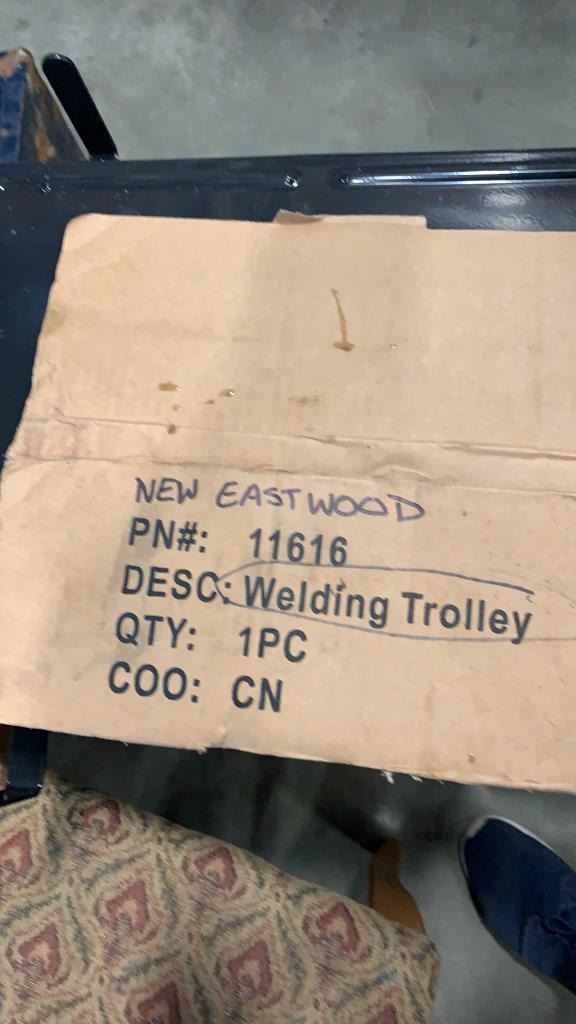 NEW EASTWOOD
PN#: 11616
DESC: Welding Trolley
QTY: 1PC
COO: CN